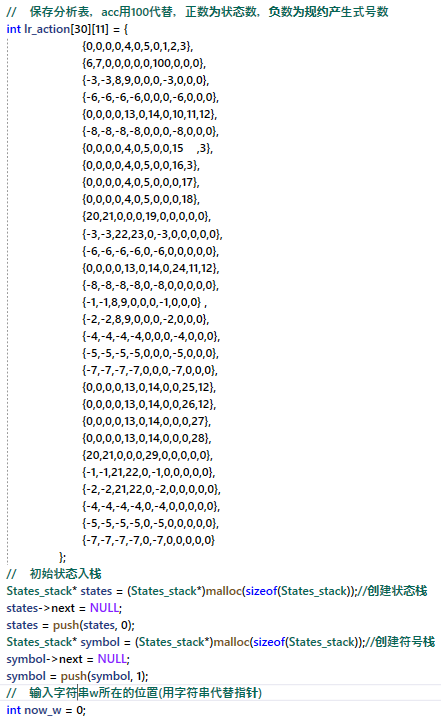 //    保存分析表，acc用100代替，正数为状态数，负数为规约产生式号数
int lr_action[30][11] = {
{0,0,0,0,4,0,5,0,1,2,3},
{6,7,0,0,0,0,0,100,0,0,0},
{-3,-3,8,9,0,0,0,-3,0,0,0},
{-6,-6,-6,-6,0,0,0,-6,0,0,0},
{0,0,0,0,13,0,14,0,10,11,12},
{-8,-8,-8,-8,0,0,0,-8,0,0,0},
{0,0,0,0,4,0,5,0,0,15    ,3},
{0,0,0,0,4,0,5,0,0,16,3},
{0,0,0,0,4,0,5,0,0,0,17},
{0,0,0,0,4,0,5,0,0,0,18},
{20,21,0,0,0,19,0,0,0,0,0},
{-3,-3,22,23,0,-3,0,0,0,0,0},
{-6,-6,-6,-6,0,-6,0,0,0,0,0},
{0,0,0,0,13,0,14,0,24,11,12},
{-8,-8,-8,-8,0,-8,0,0,0,0,0},
{-1,-1,8,9,0,0,0,-1,0,0,0} ,
{-2,-2,8,9,0,0,0,-2,0,0,0},
{-4,-4,-4,-4,0,0,0,-4,0,0,0},
{-5,-5,-5,-5,0,0,0,-5,0,0,0},
{-7,-7,-7,-7,0,0,0,-7,0,0,0},
{0,0,0,0,13,0,14,0,0,25,12},
{0,0,0,0,13,0,14,0,0,26,12},
{0,0,0,0,13,0,14,0,0,0,27},
{0,0,0,0,13,0,14,0,0,0,28},
{20,21,0,0,0,29,0,0,0,0,0},
{-1,-1,21,22,0,-1,0,0,0,0,0},
{-2,-2,21,22,0,-2,0,0,0,0,0},
{-4,-4,-4,-4,0,-4,0,0,0,0,0},
{-5,-5,-5,-5,0,-5,0,0,0,0,0},
{-7,-7,-7,-7,0,-7,0,0,0,0,0}
};
//    初始状态入栈
States_stack* states = (States_stack*)malloc(sizeof(States_stack));//创建状态栈
states->next = NULL;
states = push(states, 0);
States_stack* symbol = (States_stack*)malloc(sizeof(States_stack));//创建符号栈
symbol->next = NULL;
symbol = push(symbol, 1);
//    输入字符串w所在的位置(用字符串代替指针)
int now_w = 0;